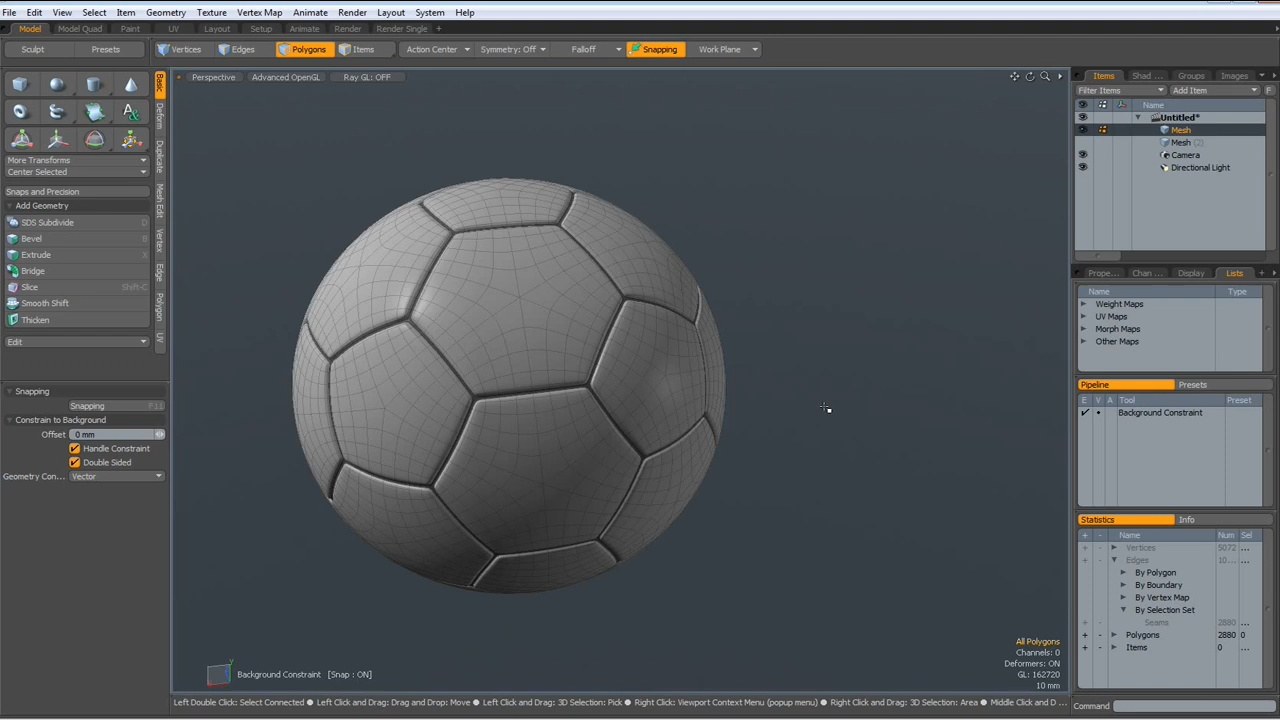 File Edit View Select Item Geometry Texture Vertex Map Animate Render Layout System Help
Model Model Quad Paint UV Layout Setup Animate Render Render Single
Sculpt Presets Vertices Edges Polygons Items Action Center Symmetry: Off Falloff Snapping Work Plane
Perspective Advanced OpenGL Ray GL: OFF
Items Shad ... Groups Images
Filter Items Add Item F
Name
Untitled*
Mesh
Mesh (2)
Camera
Directional Light
Basic
Deform
Duplicate
Mesh Edit
Vertex
Edge
Polygon
UV
More Transforms
Center Selected
Snaps and Precision
Add Geometry
SDS Subdivide D
Bevel B
Extrude X
Bridge
Slice Shift-C
Smooth Shift
Thicken
Edit
Snapping
Snapping F11
Constrain to Background
Offset 0 mm
Handle Constraint
Double Sided
Geometry Con... Vector
Prope... Chan ... Display Lists
Name Type
Weight Maps
UV Maps
Morph Maps
Other Maps
Pipeline Presets
E V A Tool Preset
Background Constraint
Statistics Info
+ - Name Num Sel
+ - Vertices 5072 ...
+ - Edges 10... ...
By Polygon
By Boundary
By Vertex Map
By Selection Set
Seams 2880 ...
+ - Polygons 2880 0
+ - Items 0 ...
All Polygons
Channels: 0
Deformers: ON
GL: 162720
10 mm
Background Constraint [Snap : ON]
Left Double Click: Select Connected ● Left Click and Drag: Drag and Drop: Move ● Left Click and Drag: 3D Selection: Pick ● Right Click: Viewport Context Menu (popup menu) ● Right Click and Drag: 3D Selection: Area ● Middle Click and D ...
Command